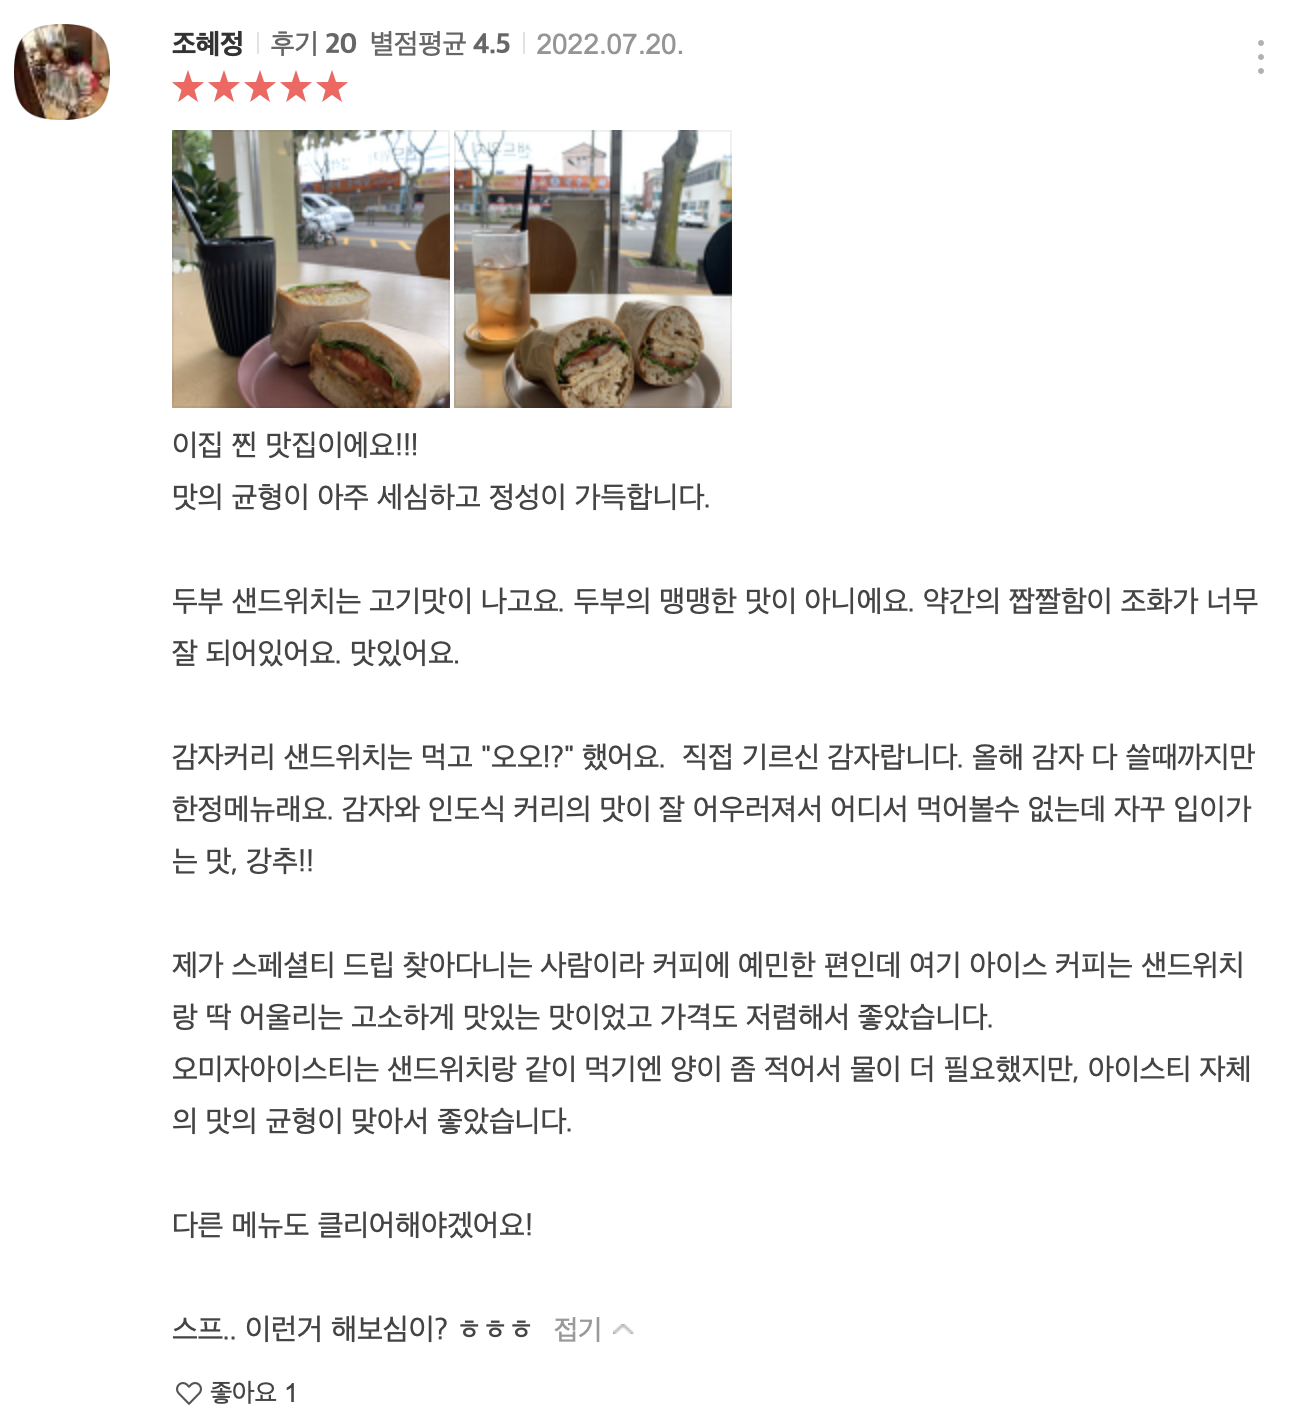 조혜정 후기 20 별점평균 4.5 2022.07.20.
이집 찐 맛집이에요!!!
맛의 균형이 아주 세심하고 정성이 가득합니다.
두부 샌드위치는 고기맛이 나고요. 두부의 맹맹한 맛이 아니에요. 약간의 짭짤함이 조화가 너무
잘 되어있어요. 맛있어요.
감자커리 샌드위치는 먹고 "오오!?" 했어요.  직접 기르신 감자랍니다. 올해 감자 다 쓸때까지만
한정메뉴래요. 감자와 인도식 커리의 맛이 잘 어우러져서 어디서 먹어볼수 없는데 자꾸 입이가
는 맛, 강추!!
제가 스페셜티 드립 찾아다니는 사람이라 커피에 예민한 편인데 여기 아이스 커피는 샌드위치
랑 딱 어울리는 고소하게 맛있는 맛이었고 가격도 저렴해서 좋았습니다.
오미자아이스티는 샌드위치랑 같이 먹기엔 양이 좀 적어서 물이 더 필요했지만, 아이스티 자체
의 맛의 균형이 맞아서 좋았습니다.
다른 메뉴도 클리어해야겠어요!
스프.. 이런거 해보심이? ㅎㅎㅎ 접기
좋아요 1